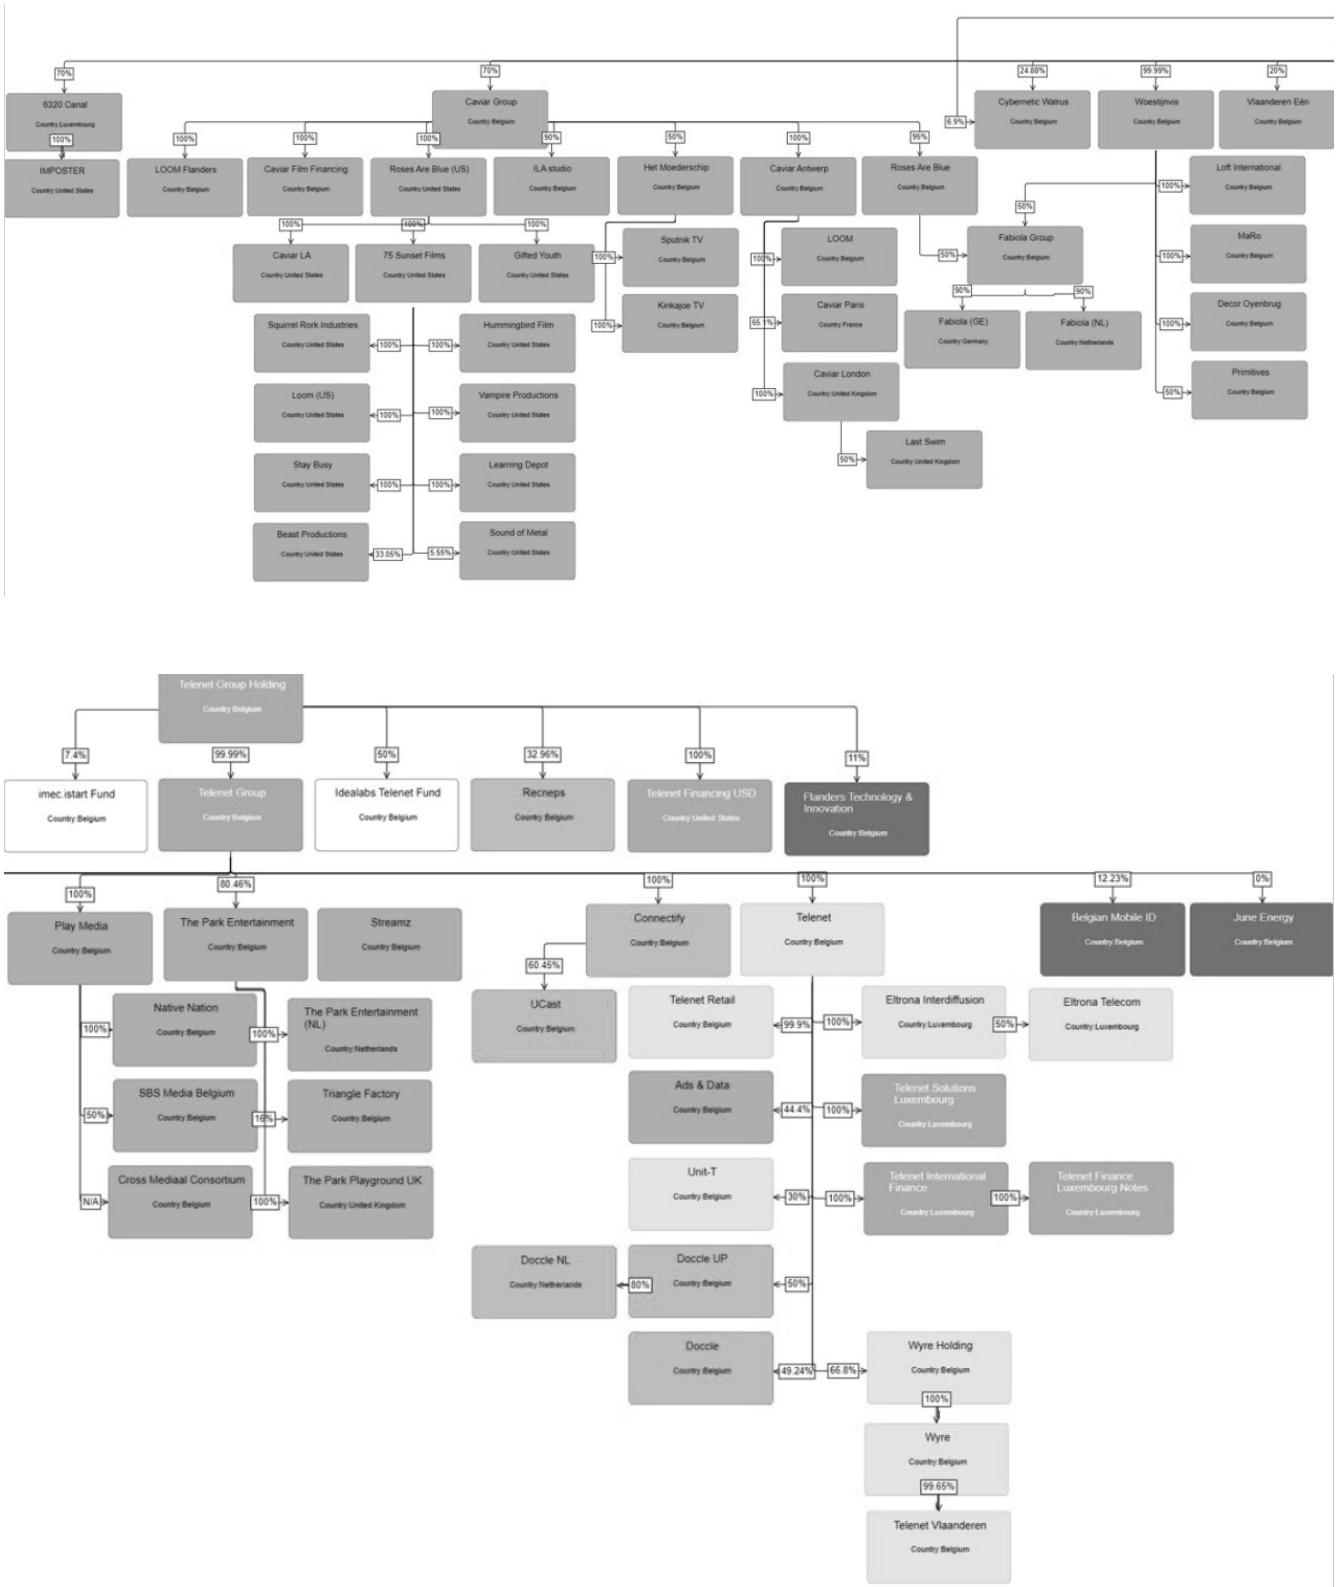 70%
70%
24.88%
99.99%
20%
6320 Canal
Country:Luxembourg
Caviar Group
Country:Belgium
Cybernetic Walrus
Country:Belgium
Woestijnvis
Country:Belgium
Vlaanderen Eén
Country:Belgium
6.9%
100%
100%
100%
100%
90%
50%
100%
95%
IMPOSTER
Country:United States
LOOM Flanders
Country:Belgium
Caviar Film Financing
Country:Belgium
Roses Are Blue (US)
Country:United States
ILA studio
Country:Belgium
Het Moederschip
Country:Belgium
Caviar Antwerp
Country:Belgium
Roses Are Blue
Country:Belgium
Loft International
Country:Belgium
100%
50%
100%
100%
100%
Caviar LA
Country:United States
75 Sunset Films
Country:United States
Gifted Youth
Country:United States
Sputnik TV
Country:Belgium
100%
LOOM
Country:Belgium
100%
Fabiola Group
Country:Belgium
50%
MaRo
Country:Belgium
100%
90%
90%
Kinkajoe TV
Country:Belgium
100%
Caviar Paris
Country:France
65.1%
Fabiola (GE)
Country:Germany
Fabiola (NL)
Country:Netherlands
Decor Oyenbrug
Country:Belgium
100%
Squirrel Rork Industries
Country:United States
100%
100%
Hummingbird Film
Country:United States
Caviar London
Country:United Kingdom
100%
Primitives
Country:Belgium
50%
Loom (US)
Country:United States
100%
100%
Vampire Productions
Country:United States
Last Swim
Country:United Kingdom
50%
Stay Busy
Country:United States
100%
100%
Learning Depot
Country:United States
Beast Productions
Country:United States
33.05%
5.55%
Sound of Metal
Country:United States
Telenet Group Holding
Country:Belgium
7.4%
99.99%
50%
32.96%
100%
11%
imec.istart Fund
Country:Belgium
Telenet Group
Country:Belgium
Idealabs Telenet Fund
Country:Belgium
Recneps
Country:Belgium
Telenet Financing USD
Country:United States
Flanders Technology &
Innovation
Country:Belgium
100%
80.46%
100%
100%
12.23%
0%
Play Media
Country:Belgium
The Park Entertainment
Country:Belgium
Streamz
Country:Belgium
Connectify
Country:Belgium
Telenet
Country:Belgium
Belgian Mobile ID
Country:Belgium
June Energy
Country:Belgium
60.45%
Native Nation
Country:Belgium
100%
100%
The Park Entertainment
(NL)
Country:Netherlands
UCast
Country:Belgium
Telenet Retail
Country:Belgium
99.9%
100%
Eltrona Interdiffusion
Country:Luxembourg
50%
Eltrona Telecom
Country:Luxembourg
SBS Media Belgium
Country:Belgium
50%
16%
Triangle Factory
Country:Belgium
Ads & Data
Country:Belgium
44.4%
100%
Telenet Solutions
Luxembourg
Country:Luxembourg
Cross Mediaal Consortium
Country:Belgium
N/A
100%
The Park Playground UK
Country:United Kingdom
Unit-T
Country:Belgium
30%
100%
Telenet International
Finance
Country:Luxembourg
100%
Telenet Finance
Luxembourg Notes
Country:Luxembourg
Doccle NL
Country:Netherlands
80%
Doccle UP
Country:Belgium
50%
Doccle
Country:Belgium
49.24%
66.8%
Wyre Holding
Country:Belgium
100%
Wyre
Country:Belgium
99.65%
Telenet Vlaanderen
Country:Belgium